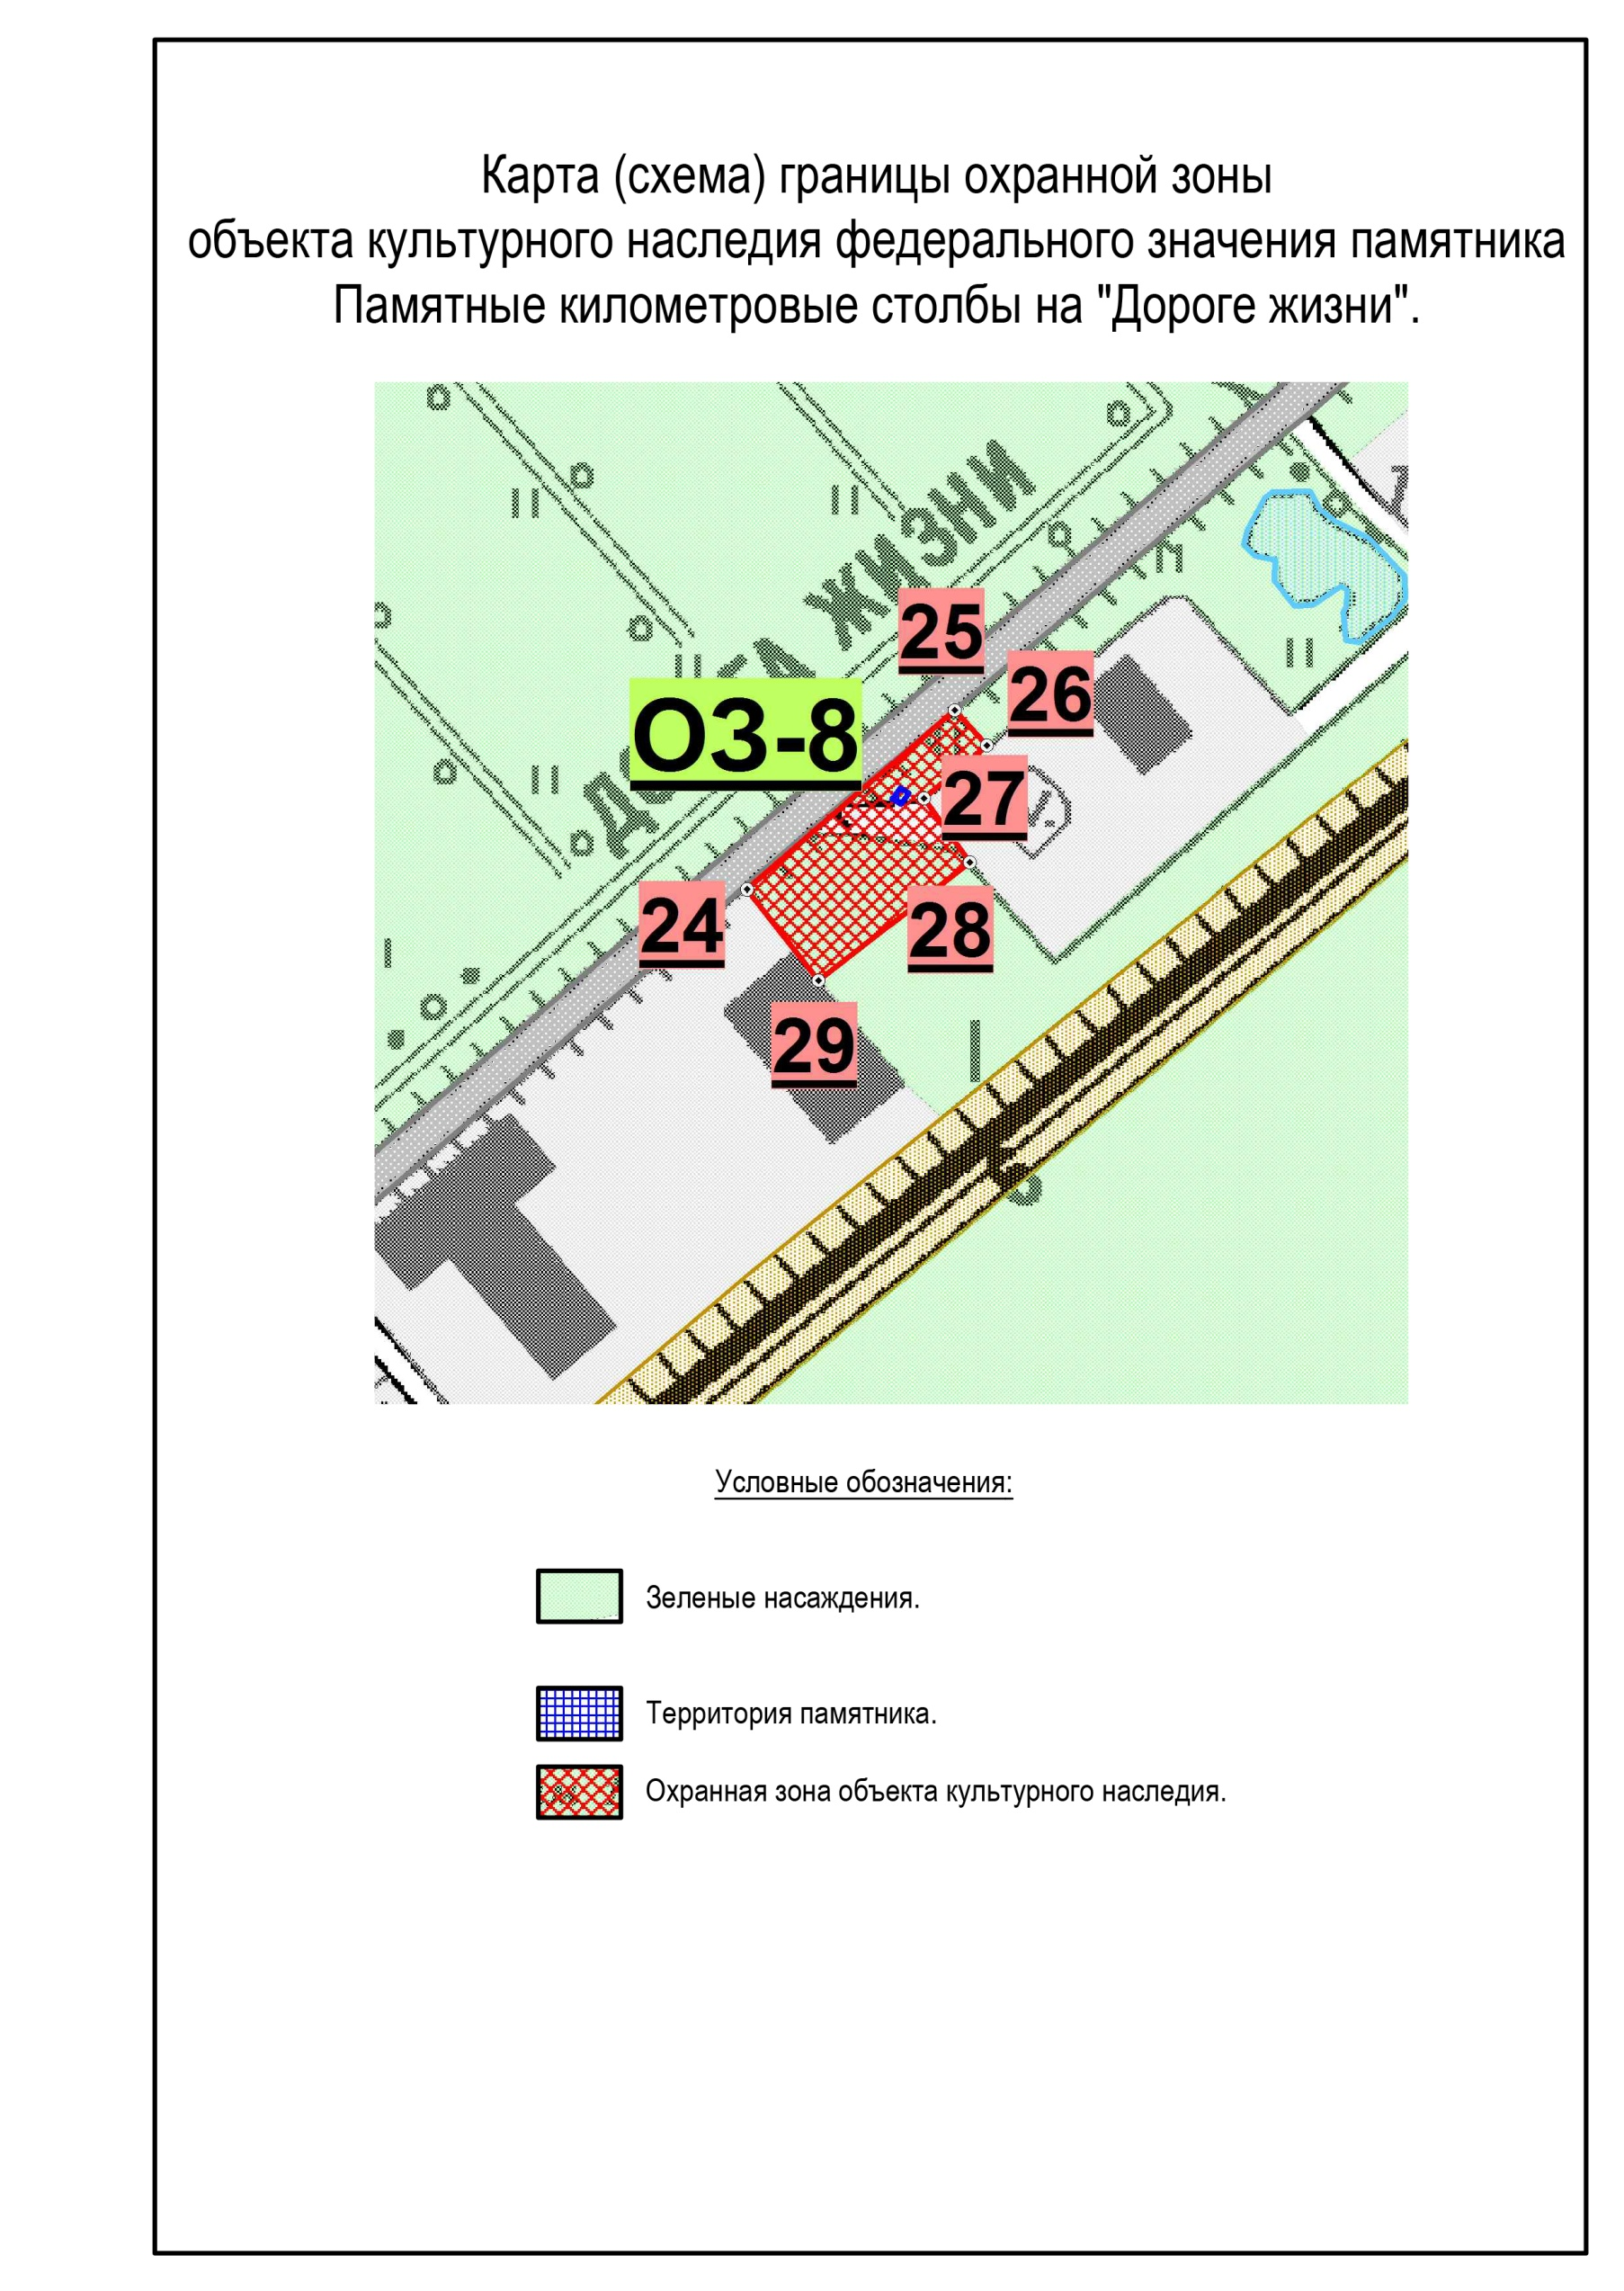 Карта (схема) границы охранной зоны
объекта культурного наследия федерального значения памятника
Памятные километровые столбы на "Дороге жизни".
ЖИЗНИ
25
26
ОЗ-8
27
24
28
29
Условные обозначения:
Зеленые насаждения.
Территория памятника.
Охранная зона объекта культурного наследия.